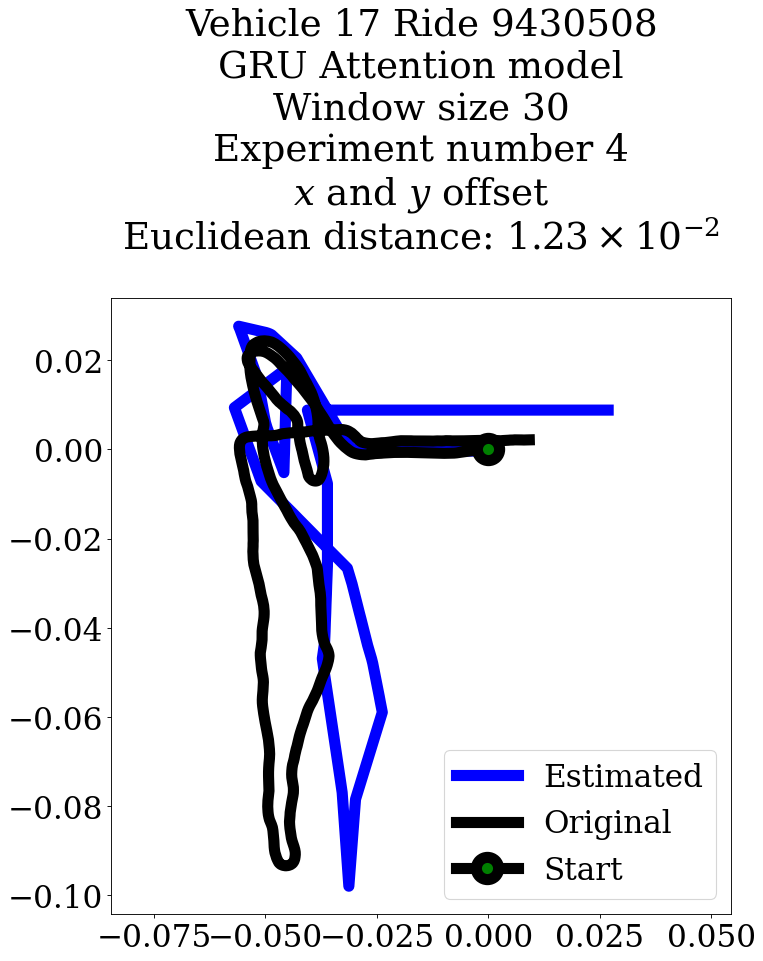 Vehicle 17 Ride 9430508
GRU Attention model
Window size 30
Experiment number 4
x and y offset
Euclidean distance: 1.23 × 10⁻²
0.02
0.00
−0.02
−0.04
−0.06
−0.08
−0.10
Estimated
Original
Start
−0.075 −0.050 −0.025 0.000 0.025 0.050